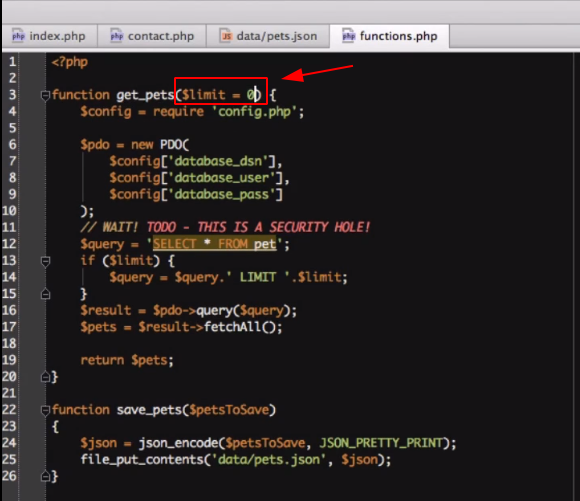 index.php contact.php data/pets.json functions.php
1 <?php
2
3 function get_pets($limit = 0) {
4 $config = require 'config.php';
5
6 $pdo = new PDO(
7 $config['database_dsn'],
8 $config['database_user'],
9 $config['database_pass']
10 );
11 // WAIT! TODO - THIS IS A SECURITY HOLE!
12 $query = 'SELECT * FROM pet';
13 if ($limit) {
14 $query = $query.' LIMIT '.$limit;
15 }
16 $result = $pdo->query($query);
17 $pets = $result->fetchAll();
18
19 return $pets;
20 }
21
22 function save_pets($petsToSave)
23 {
24 $json = json_encode($petsToSave, JSON_PRETTY_PRINT);
25 file_put_contents('data/pets.json', $json);
26 }